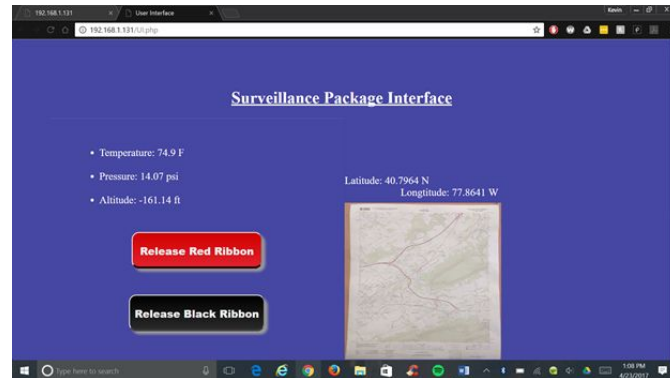 192.168.1.131
User Interface
Kevin
192.168.1.131/UI.php
Surveillance Package Interface
• Temperature: 74.9 F
• Pressure: 14.07 psi
• Altitude: -161.14 ft
Latitude: 40.7964 N
Longtitude: 77.8641 W
Release Red Ribbon
Release Black Ribbon
Type here to search
1:08 PM
4/23/2017